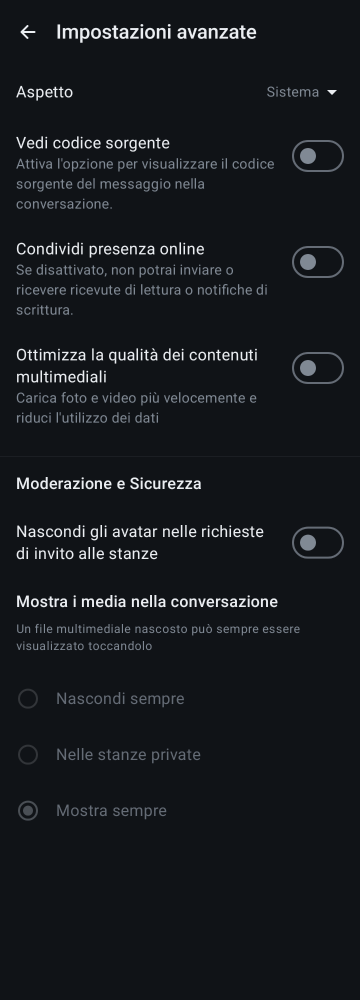 Impostazioni avanzate
Aspetto
Sistema
Vedi codice sorgente
Attiva l'opzione per visualizzare il codice
sorgente del messaggio nella
conversazione.
Condividi presenza online
Se disattivato, non potrai inviare o
ricevere ricevute di lettura o notifiche di
scrittura.
Ottimizza la qualità dei contenuti
multimediali
Carica foto e video più velocemente e
riduci l'utilizzo dei dati
Moderazione e Sicurezza
Nascondi gli avatar nelle richieste
di invito alle stanze
Mostra i media nella conversazione
Un file multimediale nascosto può sempre essere
visualizzato toccandolo
Nascondi sempre
Nelle stanze private
Mostra sempre